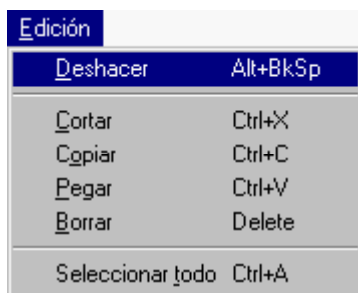 Edición
Deshacer Alt+BkSp
Cortar Ctrl+X
Copiar Ctrl+C
Pegar Ctrl+V
Borrar Delete
Seleccionar todo Ctrl+A